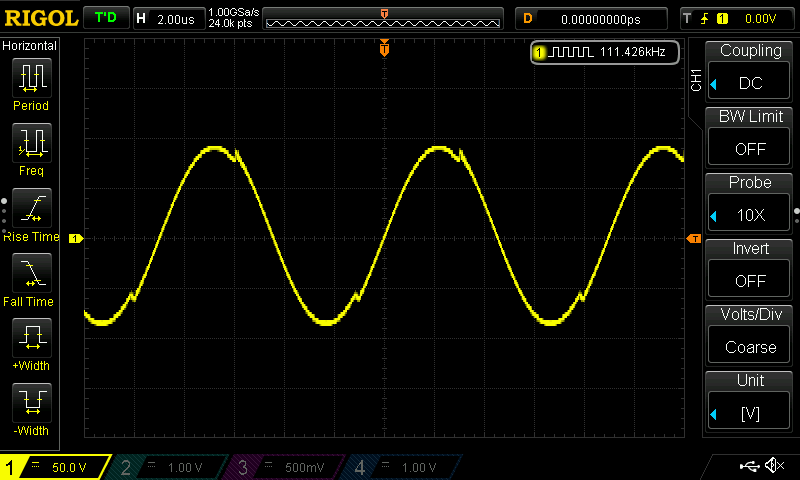 RIGOL T'D H 2.00us 1.00GSa/s
24.0k pts
D 0.00000000ps T 1 0.00V
Horizontal
Period
Freq
Rise Time
Fall Time
+Width
-Width
T
1 111.426kHz
1
T
CH1
Coupling
DC
BW Limit
OFF
Probe
10X
Invert
OFF
Volts/Div
Coarse
Unit
[V]
1 50.0 V 2 1.00 V 3 500mV 4 1.00 V